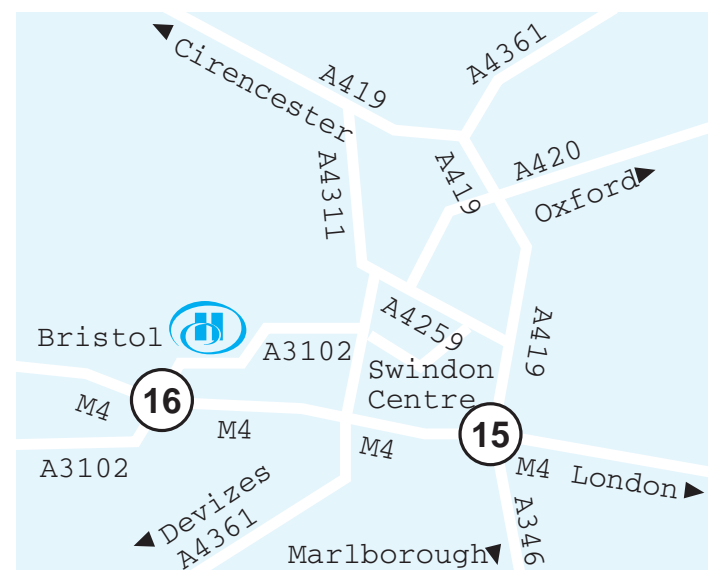 A4361
A419
Cirencester
A420
A419
A4311
Oxford
A4259
A419
Bristol
A3102
Swindon
Centre
16
M4
M4
15
M4
A3102
M4
London
Devizes
A4361
A346
Marlborough